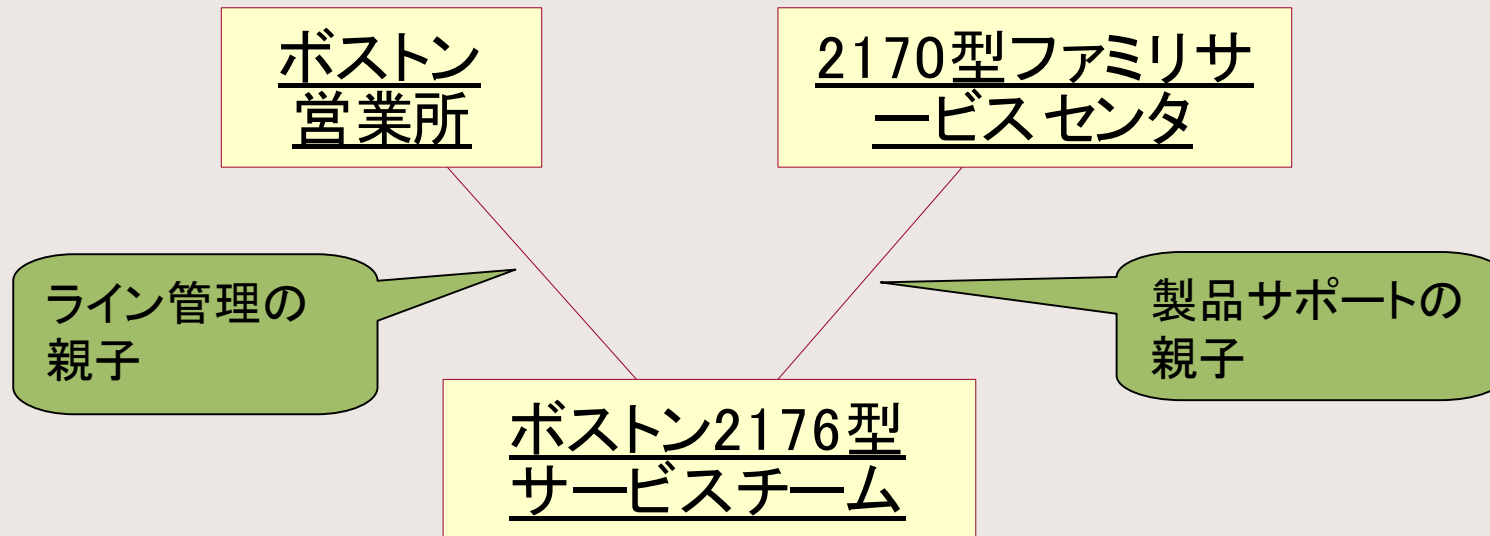 ボストン
営業所
2170型ファミリサ
ービスセンタ
ライン管理の
親子
製品サポートの
親子
ボストン2176型
サービスチーム